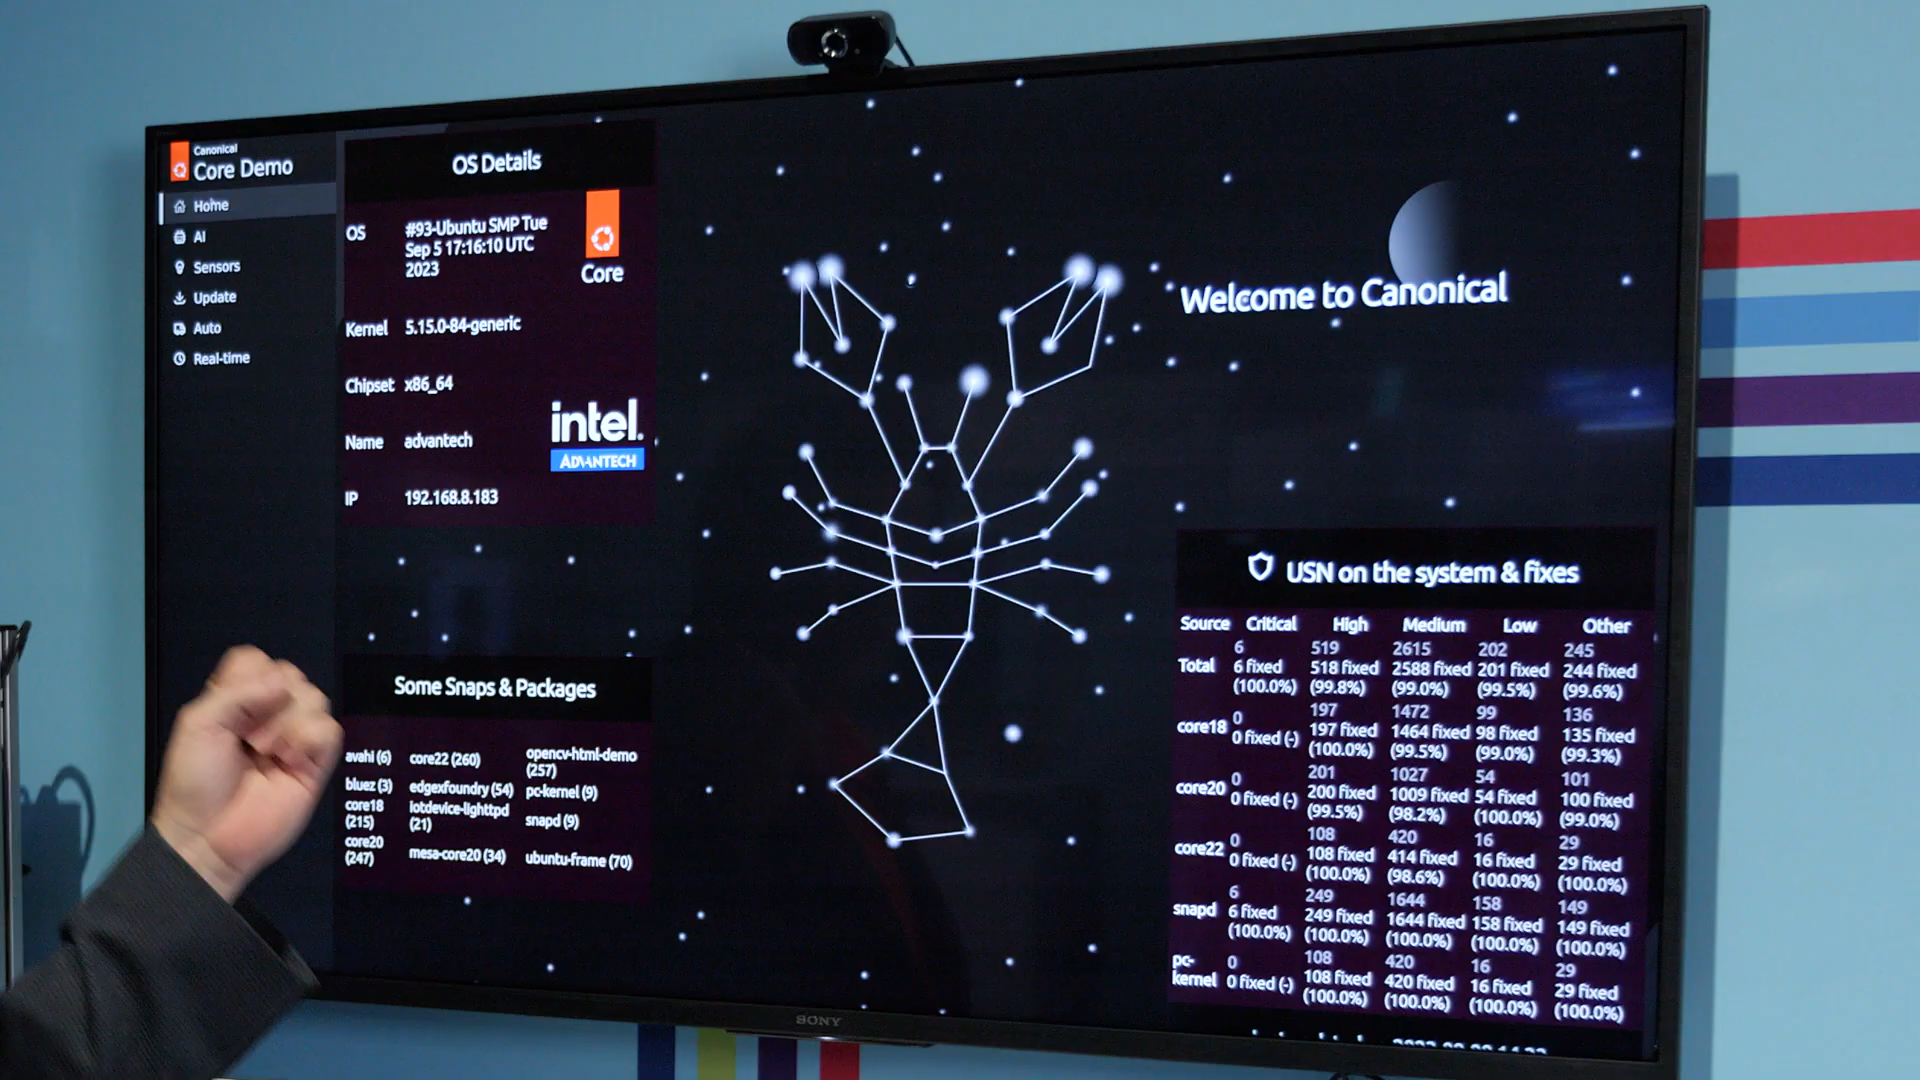 Canonical
Core Demo
Home
AI
Sensors
Update
Auto
Real-time
OS Details
OS
#93-Ubuntu SMP Tue
Sep 5 17:16:10 UTC
2023
Core
Kernel 5.15.0-84-generic
Chipset x86_64
intel.
ADVANTECH
Name advantech
IP 192.168.8.183
Some Snaps & Packages
avahi (6)
bluez (3)
core18
(215)
core20
(247)
core22 (260)
edgexfoundry (54)
iotdevice-lighttpd
(21)
mesa-core20 (34)
opencv-html-demo
(257)
pc-kernel (9)
snapd (9)
ubuntu-frame (70)
Welcome to Canonical
USN on the system & fixes
Source Critical High Medium Low Other
6 519 2615 202 245
Total 6 fixed 518 fixed 2588 fixed 201 fixed 244 fixed
(100.0%) (99.8%) (99.0%) (99.5%) (99.6%)
0 197 1472 99 136
core18 0 fixed (-) 197 fixed 1464 fixed 98 fixed 135 fixed
(100.0%) (99.5%) (99.0%) (99.3%)
0 201 1027 54 101
core20 0 fixed (-) 200 fixed 1009 fixed 54 fixed 100 fixed
(99.5%) (98.2%) (100.0%) (99.0%)
0 108 420 16 29
core22 0 fixed (-) 108 fixed 414 fixed 16 fixed 29 fixed
(100.0%) (98.6%) (100.0%) (100.0%)
6 249 1644 158 149
snapd 6 fixed 249 fixed 1644 fixed 158 fixed 149 fixed
(100.0%) (100.0%) (100.0%) (100.0%) (100.0%)
pc- 0 108 420 16 29
kernel 0 fixed (-) 108 fixed 420 fixed 16 fixed 29 fixed
(100.0%) (100.0%) (100.0%) (100.0%)
SONY